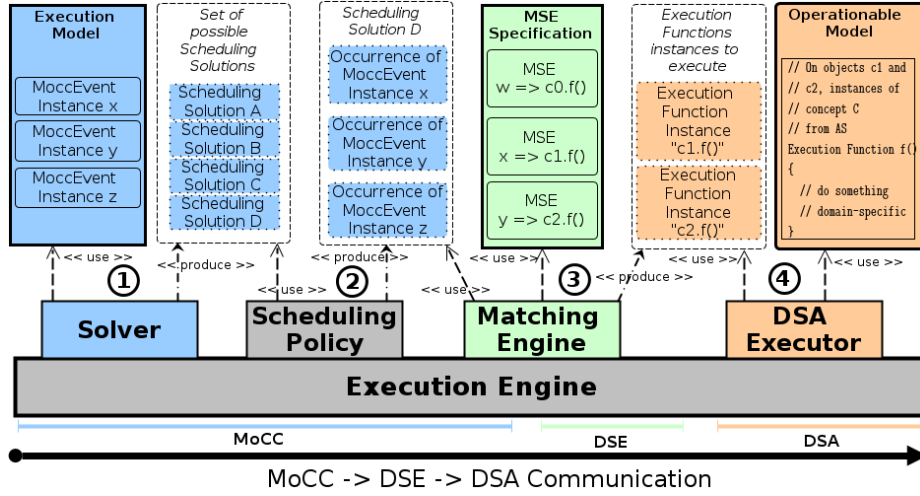 Execution
Model
MoccEvent
Instance x
MoccEvent
Instance y
MoccEvent
Instance z
Set of
possible
Scheduling
Solutions
Scheduling
Solution A
Scheduling
Solution B
Scheduling
Solution C
Scheduling
Solution D
Scheduling
Solution D
Occurrence of
MoccEvent
Instance x
Occurrence of
MoccEvent
Instance y
Occurrence of
MoccEvent
Instance z
MSE
Specification
MSE
w => c0.f()
MSE
x => c1.f()
MSE
y => c2.f()
Execution
Functions
instances to
execute
Execution
Function
Instance
"c1.f()"
Execution
Function
Instance
"c2.f()"
Operationable
Model
// On objects c1 and
// c2, instances of
// concept C
// from AS
Execution Function f()
{
// do something
// domain-specific
}
<< use >>
<< produce >>
<< use >>
<< produce >>
<< use >>
<< use >>
<< produce >>
<< use >>
<< use >>
1
2
3
4
Solver
Scheduling
Policy
Matching
Engine
DSA
Executor
Execution Engine
MoCC
DSE
DSA
MoCC -> DSE -> DSA Communication